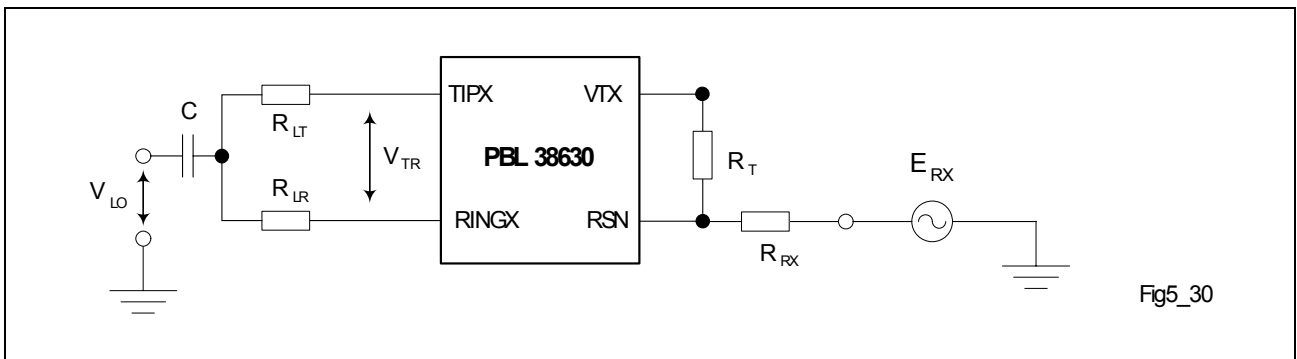 C
R LT
TIPX
VTX
V TR
PBL 38630
R T
E RX
V LO
R LR
RINGX
RSN
R RX
Fig5_30